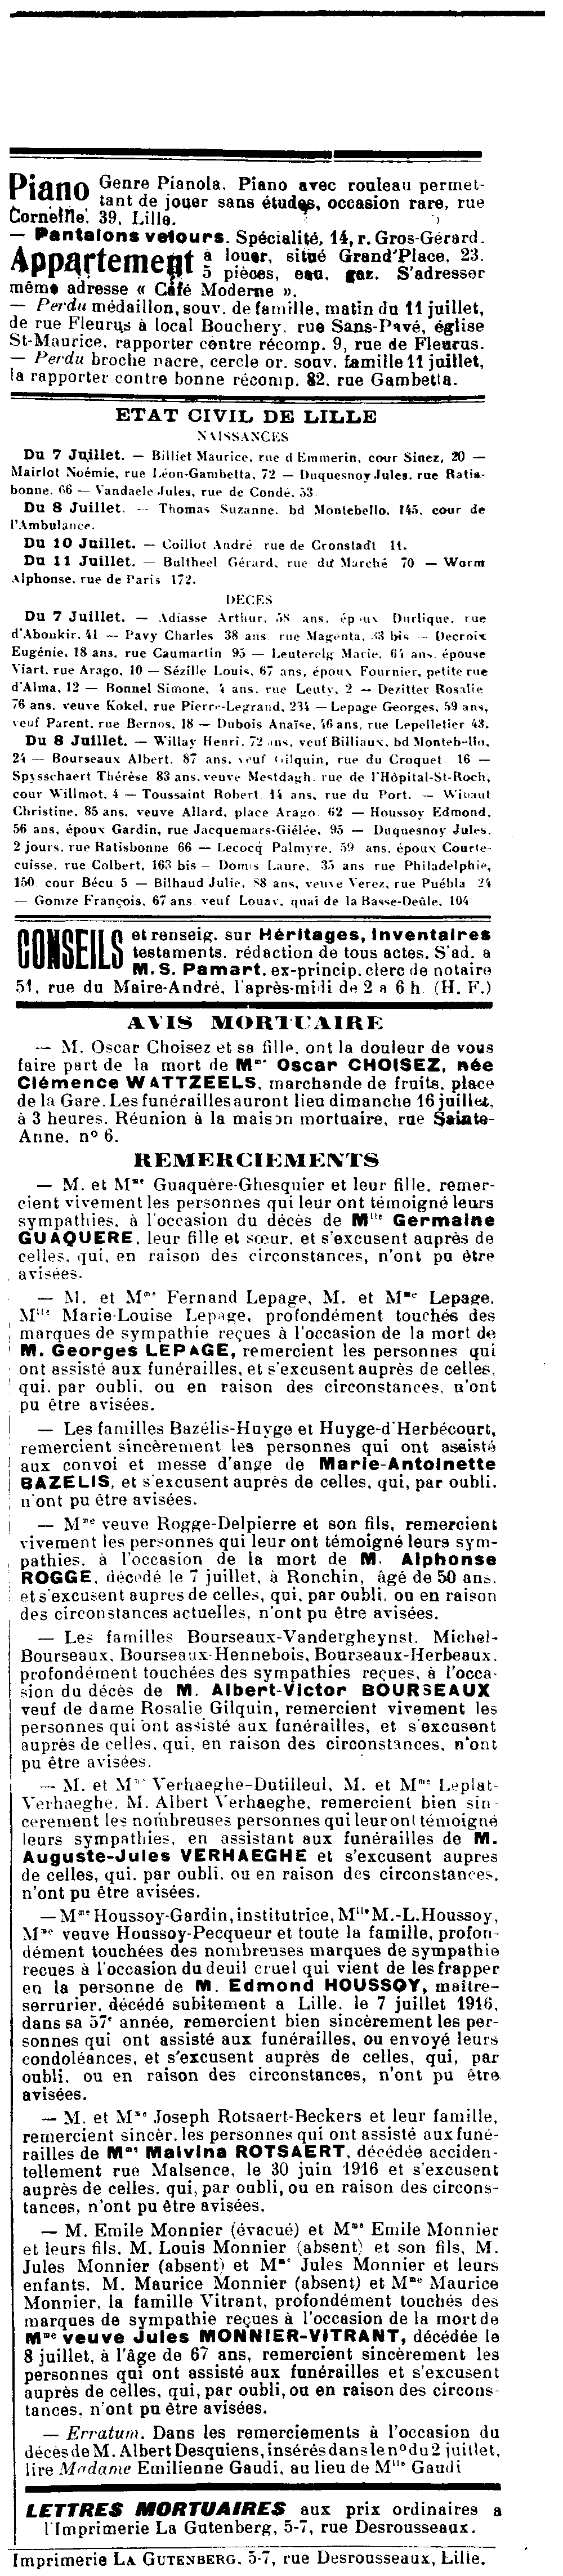 Piano Genre Pianola. Piano avec rouleau permet-
tant de jouer sans études, occasion rare, rue
Corneille. 39, Lille.
— Pantalons velours. Spécialité, 14, r. Gros-Gérard.
Appartement à louer, situé Grand'Place, 23.
5 pièces, eau, gaz. S'adresser
même adresse « Café Moderne ».
— Perdu médaillon, souv. de famille, matin du 11 juillet,
de rue Fleurus à local Bouchery. rue Sans-Pavé, église
St-Maurice. rapporter contre récomp. 9, rue de Fleurus.
— Perdu broche nacre, cercle or. souv. famille 11 juillet,
la rapporter contre bonne récomp. 82. rue Gambetta.
ETAT CIVIL DE LILLE
NAISSANCES
Du 7 Juillet. — Billiet Maurice, rue d'Emmerin, cour Sinez, 20 —
Mairlot Noémie, rue Léon-Gambetta, 72 — Duquesnoy Jules, rue Ratis-
bonne. 66 — Vandaele Jules, rue de Condé, 53
Du 8 Juillet. — Thomas Suzanne. bd Montebello, 145, cour de
l'Ambulance.
Du 10 Juillet. — Coillot André rue de Cronstadt 11.
Du 11 Juillet. — Bultheel Gérard, rue du Marché 70 — Worm
Alphonse, rue de Paris 172.
DECES
Du 7 Juillet. — Adiasse Arthur, 58 ans, époux Durlique, rue
d'Aboukir, 41 — Pavy Charles 38 ans rue Magenta, 33 bis — Decroix
Eugénie, 18 ans, rue Caumartin 95 — Leuterelg Marie, 64 ans épouse
Viart, rue Arago, 10 — Sézille Louis, 67 ans, époux Fournier, petite rue
d'Alma, 12 — Bonnel Simone, 4 ans, rue Leuty, 2 — Dezitter Rosalie
76 ans, veuve Kokel, rue Pierre-Legrand, 234 — Lepage Georges, 59 ans,
veuf Parent, rue Bernos, 18 — Dubois Anaïse, 46 ans, rue Lepelletier 43.
Du 8 Juillet. — Willay Henri, 72 ans, veuf Billiaux, bd Montebello,
24 — Bourseaux Albert, 87 ans, veuf Gilquin, rue du Croquet 16 —
Spysschaert Thérèse 83 ans, veuve Mestdagh, rue de l'Hôpital-St-Roch,
cour Willmot, 4 — Toussaint Robert 14 ans, rue du Port. — Wibaut
Christine, 85 ans, veuve Allard, place Arago 62 — Houssoy Edmond,
56 ans, époux Gardin, rue Jacquemars-Giélée, 95 — Duquesnoy Jules,
2 jours, rue Ratisbonne 66 — Lecocq Palmyre, 59 ans, époux Courte-
cuisse, rue Colbert, 163 bis — Domis Laure, 35 ans rue Philadelphie,
150 cour Bécu 5 — Bilhaud Julie, 88 ans, veuve Verez, rue Puébla 24
— Gomze François, 67 ans veuf Louav, quai de la Basse-Deûle, 104
CONSEILS et renseig. sur Héritages, Inventaires
testaments, rédaction de tous actes. S'ad. a
M. S. Pamart, ex-princip. clerc de notaire
51, rue du Maire-André, l'après-midi de 2 a 6 h (H. F.)
AVIS MORTUAIRE
— M. Oscar Choisez et sa fille, ont la douleur de vous
faire part de la mort de Mme Oscar CHOISEZ, née
Clémence WATTZEELS, marchande de fruits, place
de la Gare. Les funérailles auront lieu dimanche 16 juillet,
à 3 heures. Réunion à la maison mortuaire, rue Sainte-
Anne, n° 6.
REMERCIEMENTS
— M. et Mme Guaquère-Ghesquier et leur fille, remer-
cient vivement les personnes qui leur ont témoigné leurs
sympathies, à l'occasion du décès de Mlle Germaine
GUAQUERE, leur fille et sœur, et s'excusent auprès de
celles, qui, en raison des circonstances, n'ont pu être
avisées.
— M. et Mme Fernand Lepage, M. et Mme Lepage,
Mlle Marie-Louise Lepage, profondément touchés des
marques de sympathie reçues à l'occasion de la mort de
M. Georges LEPAGE, remercient les personnes qui
ont assisté aux funérailles, et s'excusent auprès de celles,
qui, par oubli, ou en raison des circonstances, n'ont
pu être avisées.
— Les familles Bazélis-Huyge et Huyge-d'Herbécourt,
remercient sincèrement les personnes qui ont assisté
aux convoi et messe d'ange de Marie-Antoinette
BAZELIS, et s'excusent auprès de celles, qui, par oubli,
n'ont pu être avisées.
— Mme veuve Rogge-Delpierre et son fils, remercient
vivement les personnes qui leur ont témoigné leurs sym-
pathies, à l'occasion de la mort de M. Alphonse
ROGGE, décédé le 7 juillet, à Ronchin, âgé de 50 ans,
et s'excusent aupres de celles, qui, par oubli, ou en raison
des circonstances actuelles, n'ont pu être avisées.
— Les familles Bourseaux-Vandergheynst, Michel-
Bourseaux, Bourseaux-Hennebois, Bourseaux-Herbeaux,
profondément touchées des sympathies reçues, à l'occa-
sion du décès de M. Albert-Victor BOURSEAUX
veuf de dame Rosalie Gilquin, remercient vivement les
personnes qui ont assisté aux funérailles, et s'excusent
auprès de celles, qui, en raison des circonstances, n'ont
pu être avisées.
— M. et Mme Verhaeghe-Dutilleul, M. et Mme Leplat-
Verhaeghe, M. Albert Verhaeghe, remercient bien sin-
cerement les nombreuses personnes qui leur ont témoigné
leurs sympathies, en assistant aux funérailles de M.
Auguste-Jules VERHAEGHE et s'excusent aupres
de celles, qui, par oubli, ou en raison des circonstances,
n'ont pu être avisées.
— Mme Houssoy-Gardin, institutrice, Mlle M.-L. Houssoy,
Mme veuve Houssoy-Pecqueur et toute la famille, profon-
dément touchées des nombreuses marques de sympathie
recues à l'occasion du deuil cruel qui vient de les frapper
en la personne de M. Edmond HOUSSOY, maitre-
serrurier, décédé subitement a Lille, le 7 juillet 1916,
dans sa 57e année, remercient bien sincèrement les per-
sonnes qui ont assisté aux funérailles, ou envoyé leurs
condoléances, et s'excusent auprès de celles, qui, par
oubli, ou en raison des circonstances, n'ont pu être
avisées.
— M. et Mme Joseph Rotsaert-Beckers et leur famille,
remercient sincèr. les personnes qui ont assisté aux funé-
railles de Mme Malvina ROTSAERT, décédée acciden-
tellement rue Malsence, le 30 juin 1916 et s'excusent
auprès de celles, qui, par oubli, ou en raison des circons-
tances, n'ont pu être avisées.
— M. Emile Monnier (évacué) et Mme Emile Monnier
et leurs fils, M. Louis Monnier (absent) et son fils, M.
Jules Monnier (absent) et Mme Jules Monnier et leurs
enfants, M. Maurice Monnier (absent) et Mme Maurice
Monnier, la famille Vitrant, profondément touchés des
marques de sympathie reçues à l'occasion de la mort de
Mme veuve Jules MONNIER-VITRANT, décédée le
8 juillet, à l'âge de 67 ans, remercient sincèrement les
personnes qui ont assisté aux funérailles et s'excusent
auprès de celles, qui, par oubli, ou en raison des circons-
tances, n'ont pu être avisées.
— Erratum. Dans les remerciements à l'occasion du
décès de M. Albert Desquiens, insérés dans le n° du 2 juillet,
lire Madame Emilienne Gaudi, au lieu de Mlle Gaudi
LETTRES MORTUAIRES aux prix ordinaires a
l'Imprimerie La Gutenberg, 5-7, rue Desrousseaux.
Imprimerie LA GUTENBERG, 5-7, rue Desrousseaux, Lille.